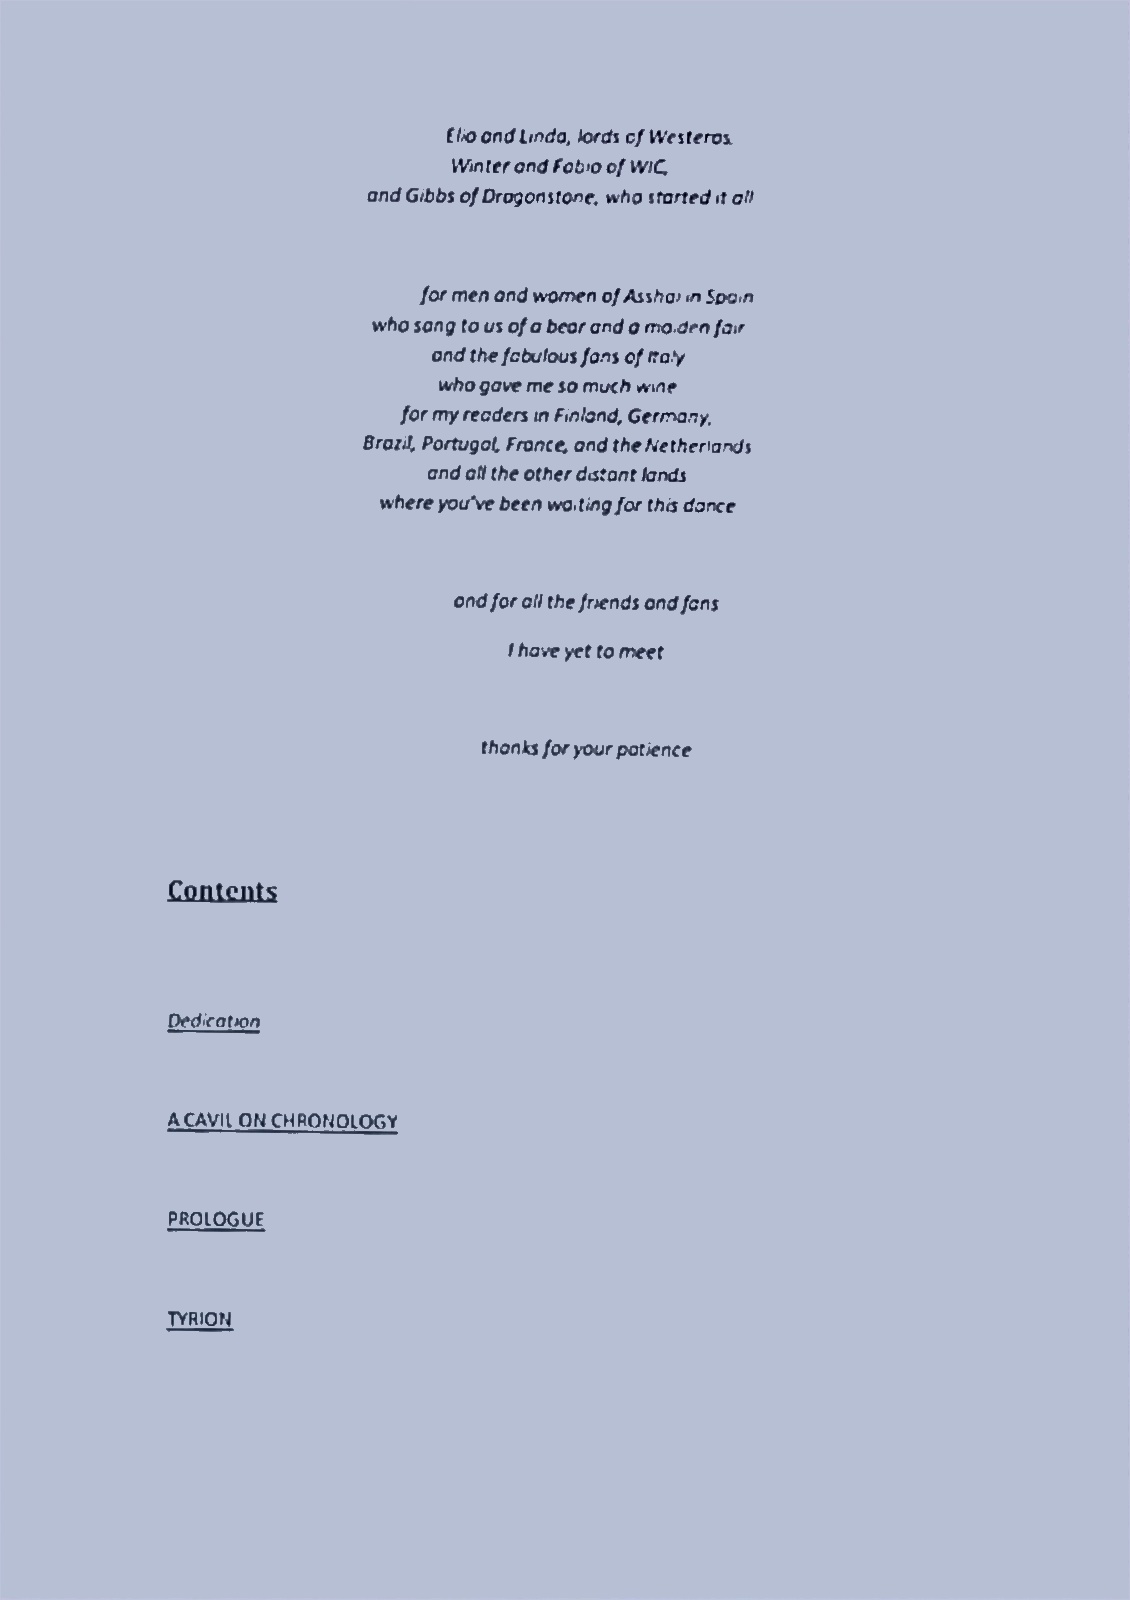 Elio and Linda, lords of Westeros,
Winter and Fabio of WIC,
and Gibbs of Dragonstone, who started it all
for men and women of Asshai in Spain
who sang to us of a bear and a maiden fair
and the fabulous fans of Italy
who gave me so much wine
for my readers in Finland, Germany,
Brazil, Portugal, France, and the Netherlands
and all the other distant lands
where you've been waiting for this dance
and for all the friends and fans
I have yet to meet
thanks for your patience
Contents
Dedication
A CAVIL ON CHRONOLOGY
PROLOGUE
TYRION